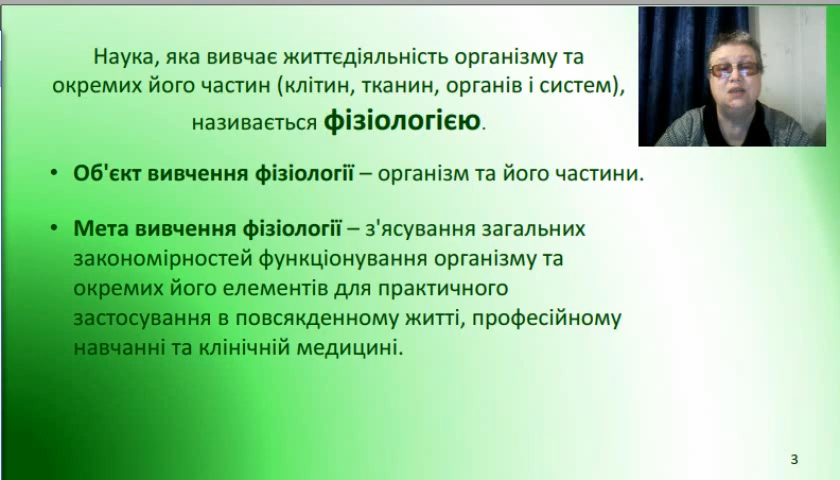 Наука, яка вивчає життєдіяльність організму та
окремих його частин (клітин, тканин, органів і систем),
називається фізіологією.
• Об'єкт вивчення фізіології – організм та його частини.
• Мета вивчення фізіології – з'ясування загальних
закономірностей функціонування організму та
окремих його елементів для практичного
застосування в повсякденному житті, професійному
навчанні та клінічній медицині.
3